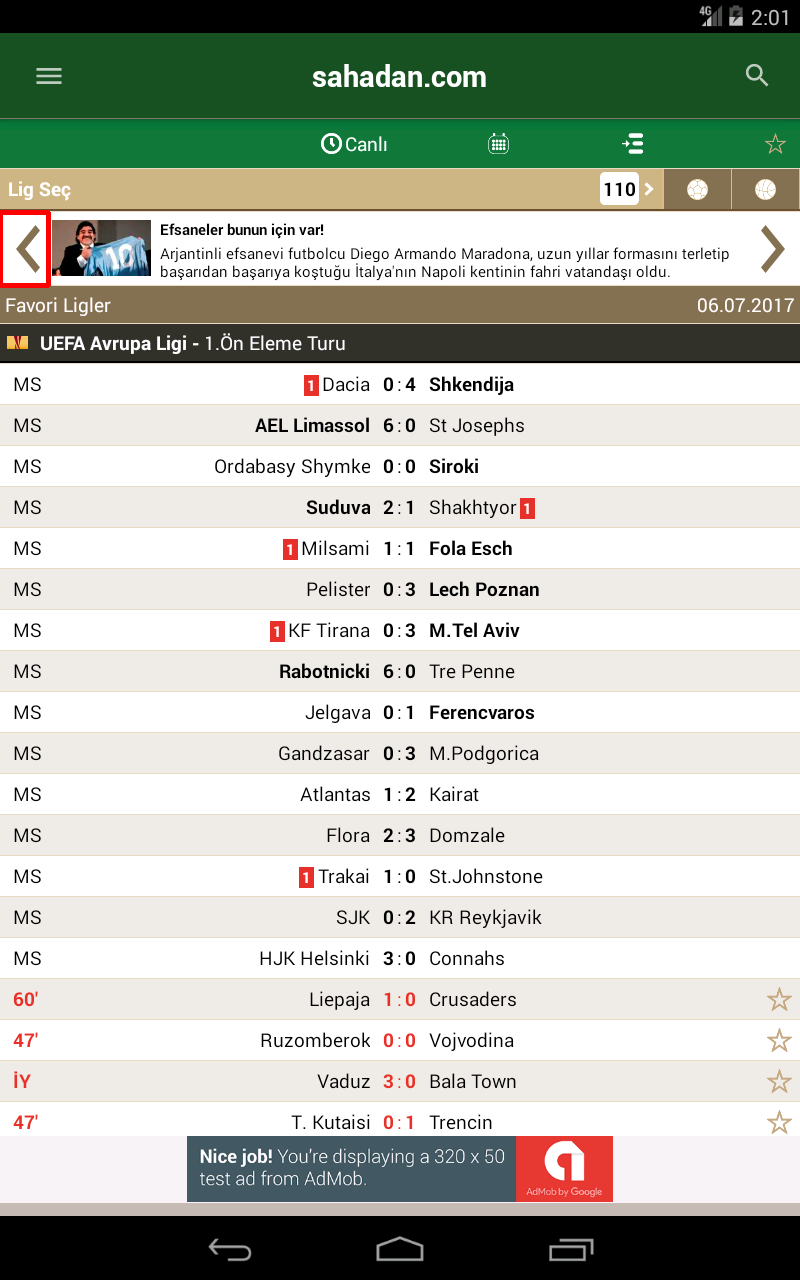 4G 2:01
sahadan.com
Canlı
Lig Seç 110
Efsaneler bunun için var!
Arjantinli efsanevi futbolcu Diego Armando Maradona, uzun yıllar formasını terletip
başarıdan başarıya koştuğu İtalya'nın Napoli kentinin fahri vatandaşı oldu.
10
Favori Ligler 06.07.2017
UEFA Avrupa Ligi - 1.Ön Eleme Turu
MS 1 Dacia 0 : 4 Shkendija
MS AEL Limassol 6 : 0 St Josephs
MS Ordabasy Shymke 0 : 0 Siroki
MS Suduva 2 : 1 Shakhtyor 1
MS 1 Milsami 1 : 1 Fola Esch
MS Pelister 0 : 3 Lech Poznan
MS 1 KF Tirana 0 : 3 M.Tel Aviv
MS Rabotnicki 6 : 0 Tre Penne
MS Jelgava 0 : 1 Ferencvaros
MS Gandzasar 0 : 3 M.Podgorica
MS Atlantas 1 : 2 Kairat
MS Flora 2 : 3 Domzale
MS 1 Trakai 1 : 0 St.Johnstone
MS SJK 0 : 2 KR Reykjavik
MS HJK Helsinki 3 : 0 Connahs
60' Liepaja 1 : 0 Crusaders
47' Ruzomberok 0 : 0 Vojvodina
İY Vaduz 3 : 0 Bala Town
47' T. Kutaisi 0 : 1 Trencin
Nice job! You're displaying a 320 x 50
test ad from AdMob.
AdMob by Google